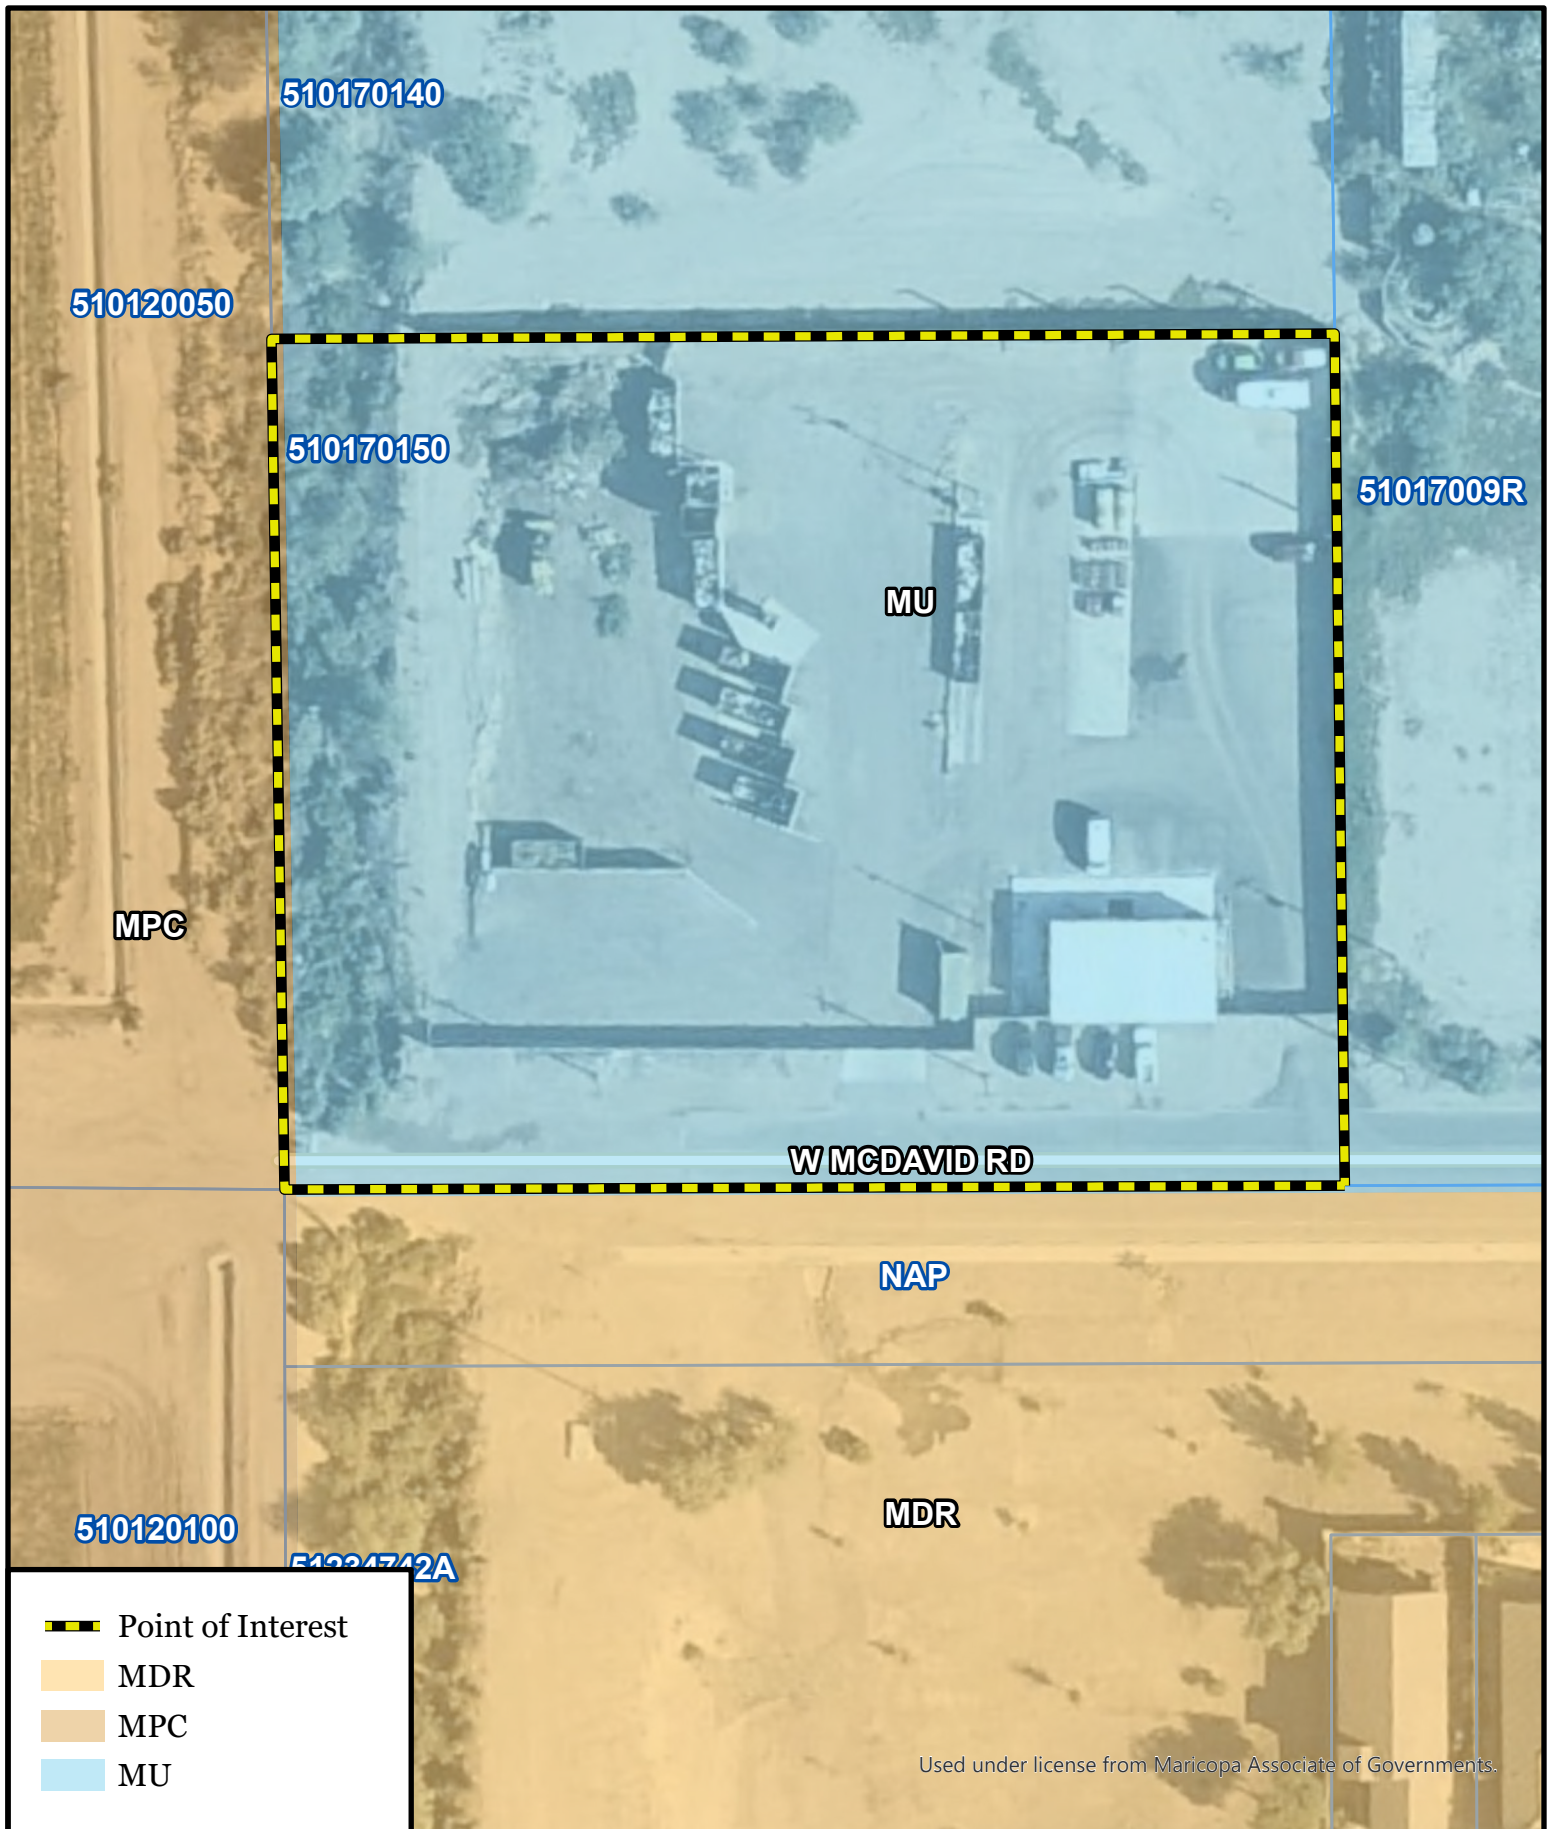 510170140
510120050
510170150
51017009R
MU
MPC
W MCDAVID RD
NAP
MDR
510120100
51234742A
Point of Interest
MDR
MPC
MU
Used under license from Maricopa Associate of Governments.